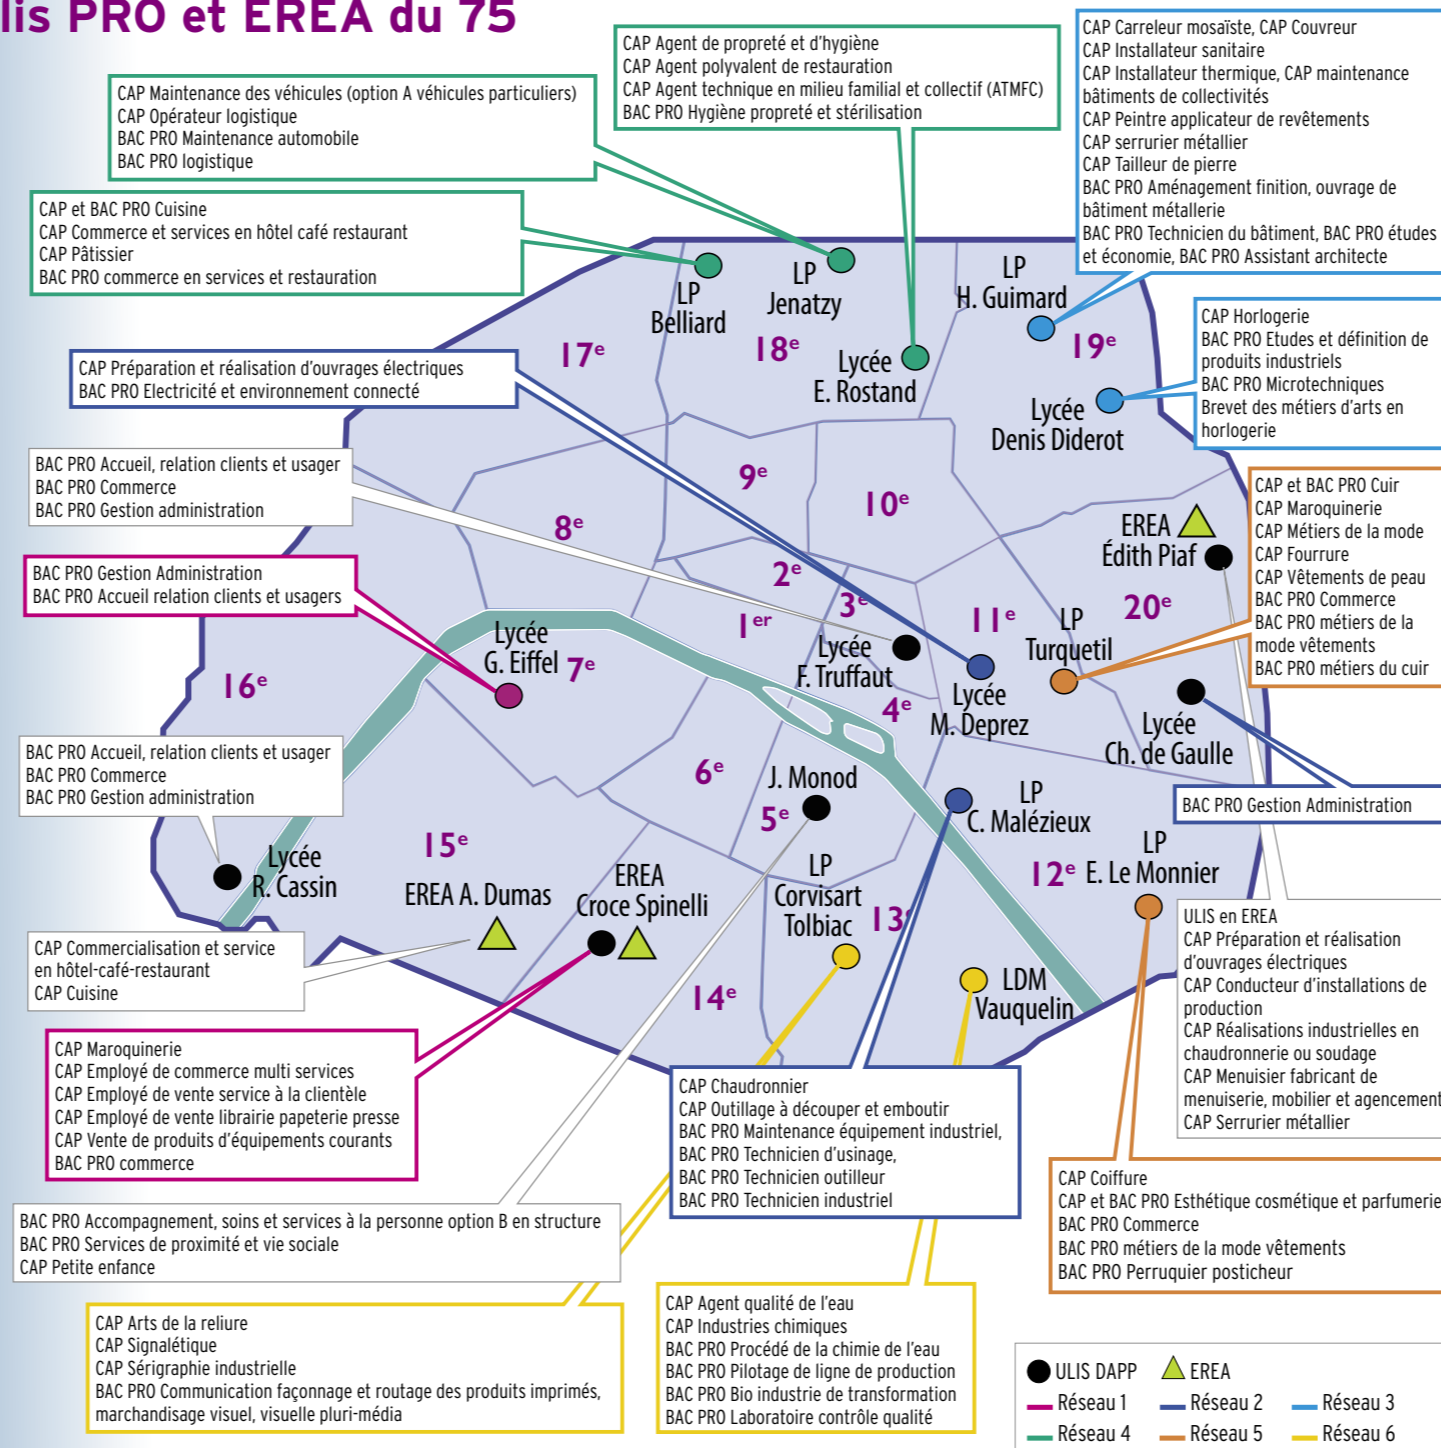 lis PRO et EREA du 75
CAP Maintenance des véhicules (option A véhicules particuliers)
CAP Opérateur logistique
BAC PRO Maintenance automobile
BAC PRO logistique
CAP Agent de propreté et d'hygiène
CAP Agent polyvalent de restauration
CAP Agent technique en milieu familial et collectif (ATMFC)
BAC PRO Hygiène propreté et stérilisation
CAP Carreleur mosaïste, CAP Couvreur
CAP Installateur sanitaire
CAP Installateur thermique, CAP maintenance
bâtiments de collectivités
CAP Peintre applicateur de revêtements
CAP serrurier métallier
CAP Tailleur de pierre
BAC PRO Aménagement finition, ouvrage de
bâtiment métallerie
BAC PRO Technicien du bâtiment, BAC PRO études
et économie, BAC PRO Assistant architecte
CAP et BAC PRO Cuisine
CAP Commerce et services en hôtel café restaurant
CAP Pâtissier
BAC PRO commerce en services et restauration
CAP Horlogerie
BAC PRO Etudes et définition de
produits industriels
BAC PRO Microtechniques
Brevet des métiers d'arts en
horlogerie
CAP Préparation et réalisation d'ouvrages électriques
BAC PRO Electricité et environnement connecté
BAC PRO Accueil, relation clients et usager
BAC PRO Commerce
BAC PRO Gestion administration
CAP et BAC PRO Cuir
CAP Maroquinerie
CAP Métiers de la mode
CAP Fourrure
CAP Vêtements de peau
BAC PRO Commerce
BAC PRO métiers de la
mode vêtements
BAC PRO métiers du cuir
BAC PRO Gestion Administration
BAC PRO Accueil relation clients et usagers
LP
Belliard
LP
Jenatzy
LP
H. Guimard
17e
18e
19e
Lycée
E. Rostand
Lycée
Denis Diderot
9e
10e
8e
EREA
Édith Piaf
2e
3e
1er
11e
20e
LP
Turquetil
Lycée
G. Eiffel
7e
Lycée
F. Truffaut
16e
4e
Lycée
M. Deprez
Lycée
Ch. de Gaulle
6e
J. Monod
5e
LP
C. Malézieux
15e
12e
LP
E. Le Monnier
Lycée
R. Cassin
EREA A. Dumas
EREA
Croce Spinelli
LP
Corvisart
Tolbiac
13e
14e
LDM
Vauquelin
BAC PRO Accueil, relation clients et usager
BAC PRO Commerce
BAC PRO Gestion administration
BAC PRO Gestion Administration
CAP Commercialisation et service
en hôtel-café-restaurant
CAP Cuisine
ULIS en EREA
CAP Préparation et réalisation
d'ouvrages électriques
CAP Conducteur d'installations de
production
CAP Réalisations industrielles en
chaudronnerie ou soudage
CAP Menuisier fabricant de
menuiserie, mobilier et agencement
CAP Serrurier métallier
CAP Maroquinerie
CAP Employé de commerce multi services
CAP Employé de vente service à la clientèle
CAP Employé de vente librairie papeterie presse
CAP Vente de produits d'équipements courants
BAC PRO commerce
CAP Chaudronnier
CAP Outillage à découper et emboutir
BAC PRO Maintenance équipement industriel,
BAC PRO Technicien d'usinage,
BAC PRO Technicien outilleur
BAC PRO Technicien industriel
CAP Coiffure
CAP et BAC PRO Esthétique cosmétique et parfumerie
BAC PRO Commerce
BAC PRO métiers de la mode vêtements
BAC PRO Perruquier posticheur
BAC PRO Accompagnement, soins et services à la personne option B en structure
BAC PRO Services de proximité et vie sociale
CAP Petite enfance
CAP Arts de la reliure
CAP Signalétique
CAP Sérigraphie industrielle
BAC PRO Communication façonnage et routage des produits imprimés,
marchandisage visuel, visuelle pluri-média
CAP Agent qualité de l'eau
CAP Industries chimiques
BAC PRO Procédé de la chimie de l'eau
BAC PRO Pilotage de ligne de production
BAC PRO Bio industrie de transformation
BAC PRO Laboratoire contrôle qualité
ULIS DAPP EREA
Réseau 1 Réseau 2 Réseau 3
Réseau 4 Réseau 5 Réseau 6